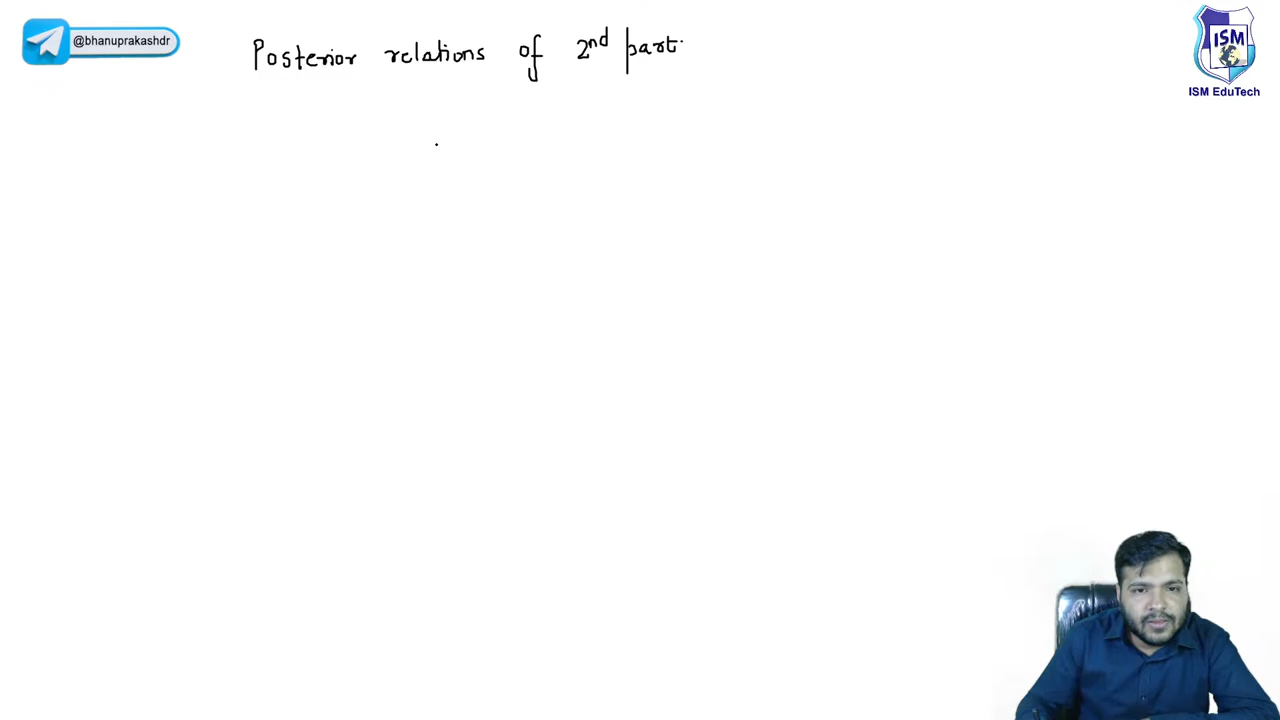 @bhanuprakashdr
Posterior relations of 2nd part
ISM
ISM EduTech